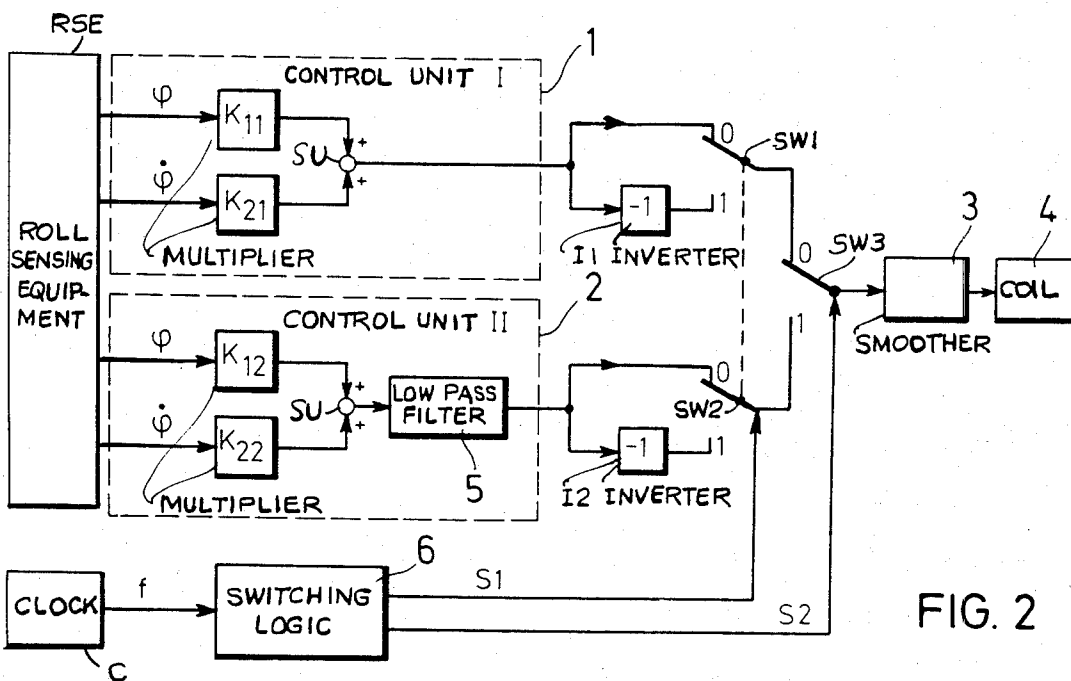 RSE
ROLL
SENSING
EQUIP-
MENT
CONTROL UNIT I
1
φ
K11
φ̇
K21
MULTIPLIER
SU
+
+
0
SW1
-1
1
I1 INVERTER
0
SW3
1
3
SMOOTHER
4
COIL
CONTROL UNIT II
2
φ
K12
φ̇
K22
MULTIPLIER
SU
+
+
LOW PASS
FILTER
5
0
SW2
-1
1
I2 INVERTER
CLOCK
C
f
6
SWITCHING
LOGIC
S1
S2
FIG. 2